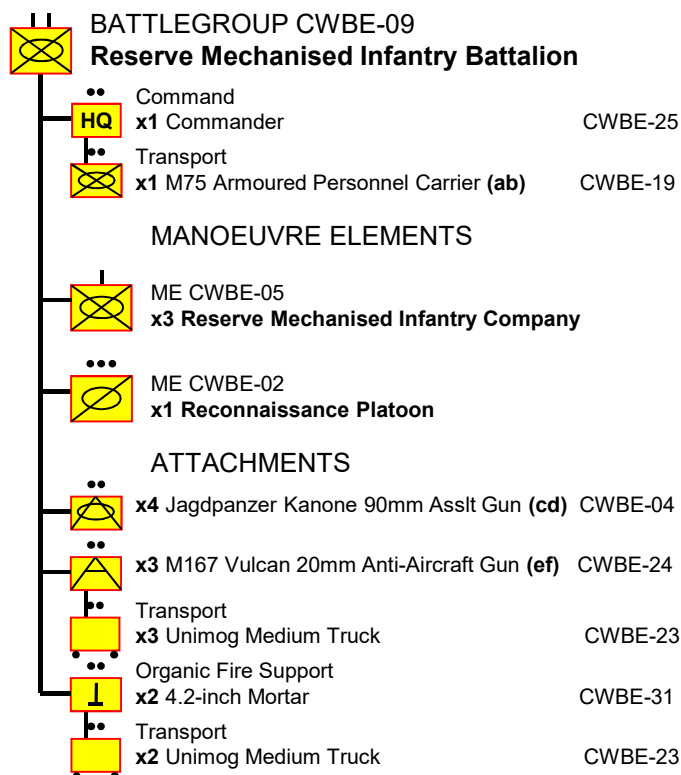 BATTLEGROUP CWBE-09
Reserve Mechanised Infantry Battalion
Command
HQ x1 Commander CWBE-25
Transport
x1 M75 Armoured Personnel Carrier (ab) CWBE-19
MANOEUVRE ELEMENTS
ME CWBE-05
x3 Reserve Mechanised Infantry Company
ME CWBE-02
x1 Reconnaissance Platoon
ATTACHMENTS
x4 Jagdpanzer Kanone 90mm Asslt Gun (cd) CWBE-04
x3 M167 Vulcan 20mm Anti-Aircraft Gun (ef) CWBE-24
Transport
x3 Unimog Medium Truck CWBE-23
Organic Fire Support
x2 4.2-inch Mortar CWBE-31
Transport
x2 Unimog Medium Truck CWBE-23